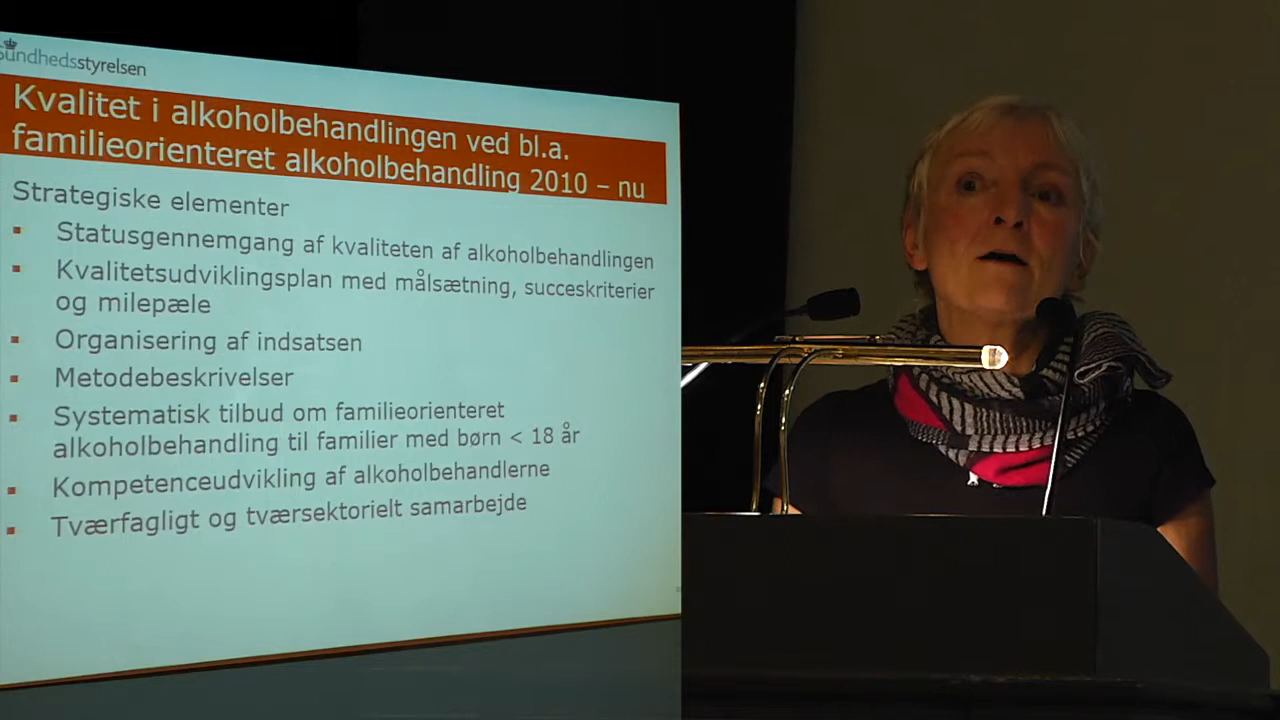 Sundhedsstyrelsen
Kvalitet i alkoholbehandlingen ved bl.a.
familieorienteret alkoholbehandling 2010 – nu
Strategiske elementer
▪ Statusgennemgang af kvaliteten af alkoholbehandlingen
▪ Kvalitetsudviklingsplan med målsætning, succeskriterier
og milepæle
▪ Organisering af indsatsen
▪ Metodebeskrivelser
▪ Systematisk tilbud om familieorienteret
alkoholbehandling til familier med børn < 18 år
▪ Kompetenceudvikling af alkoholbehandlerne
▪ Tværfagligt og tværsektorielt samarbejde